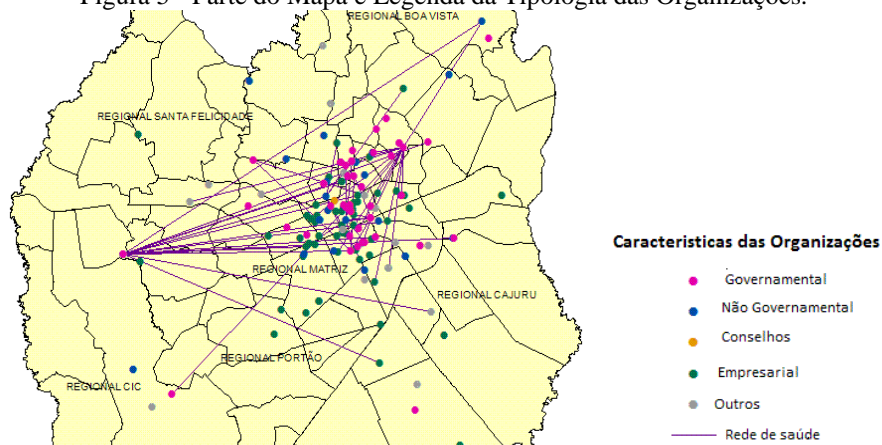 Figura 3 - Parte do Mapa e Legenda da Tipologia das Organizações.
REGIONAL BOA VISTA
REGIONAL SANTA FELICIDADE
REGIONAL MATRIZ
REGIONAL CAJURU
REGIONAL PORTÃO
REGIONAL CIC
Caracteristicas das Organizações
Governamental
Não Governamental
Conselhos
Empresarial
Outros
Rede de saúde